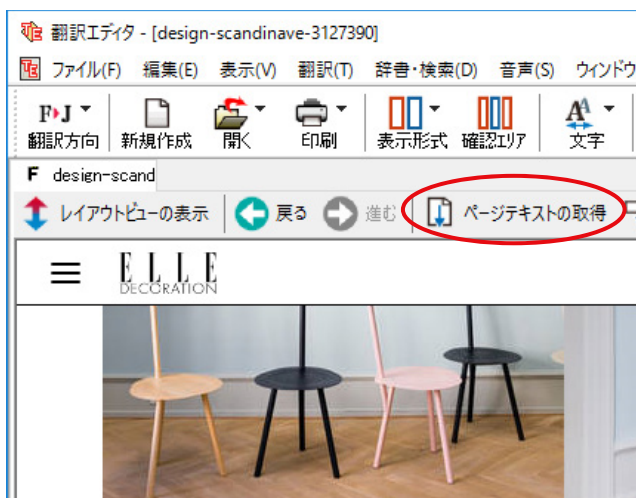 翻訳エディタ - [design-scandinave-3127390]
ファイル(F) 編集(E) 表示(V) 翻訳(T) 辞書・検索(D) 音声(S) ウィンドウ
F▸J
翻訳方向 新規作成 開く 印刷 表示形式 確認エリア 文字
F design-scand
レイアウトビューの表示 戻る 進む ページテキストの取得
ELLE
DECORATION